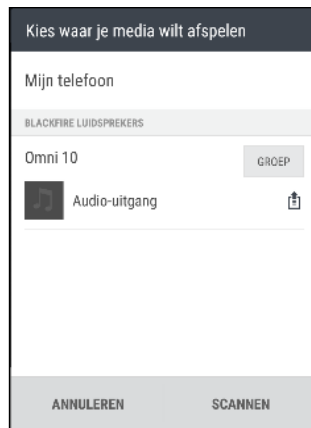 Kies waar je media wilt afspelen
Mijn telefoon
BLACKFIRE LUIDSPREKERS
Omni 10
GROEP
Audio-uitgang
ANNULEREN
SCANNEN